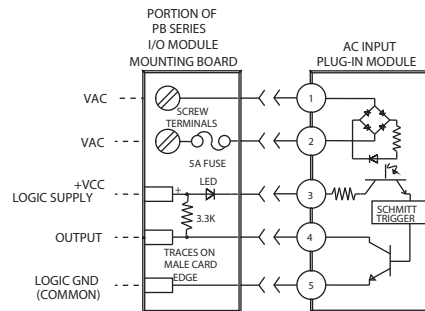 PORTION OF
PB SERIES
I/O MODULE
MOUNTING BOARD
AC INPUT
PLUG-IN MODULE
VAC
SCREW
TERMINALS
1
VAC
5A FUSE
2
+VCC
LOGIC SUPPLY
+
LED
3
3.3K
SCHMITT
TRIGGER
OUTPUT
4
TRACES ON
MALE CARD
EDGE
LOGIC GND
(COMMON)
5